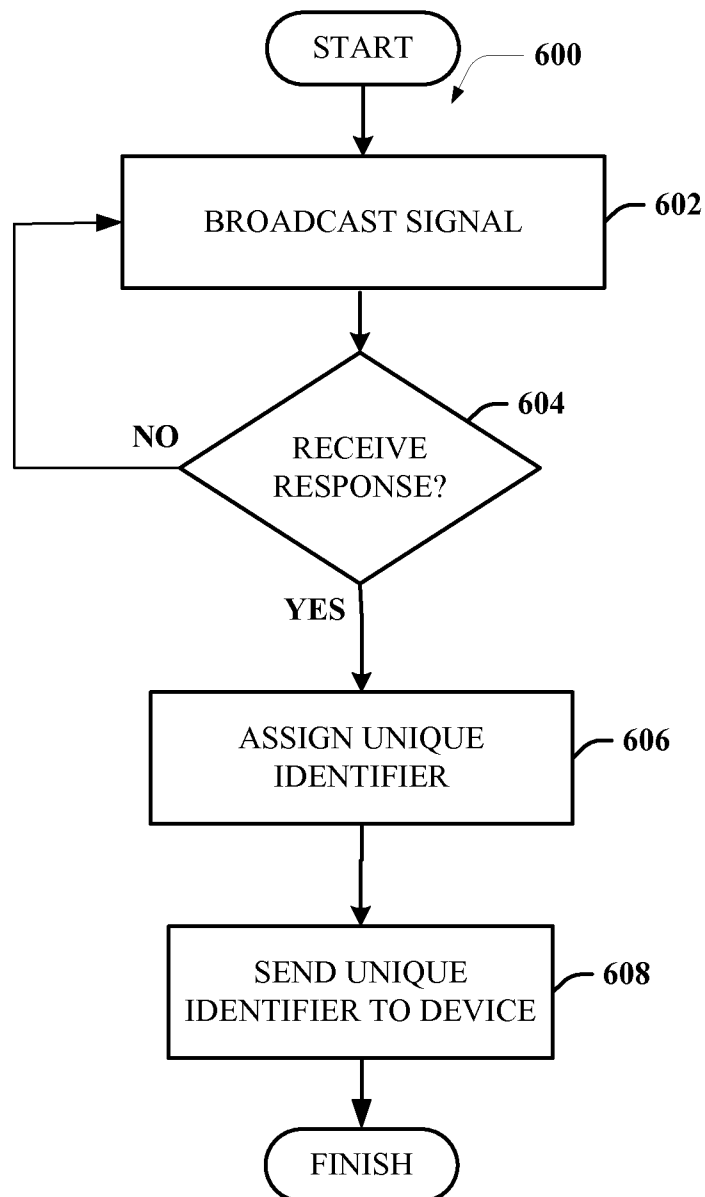 START
600
BROADCAST SIGNAL
602
604
NO
RECEIVE
RESPONSE?
YES
ASSIGN UNIQUE
IDENTIFIER
606
SEND UNIQUE
IDENTIFIER TO DEVICE
608
FINISH